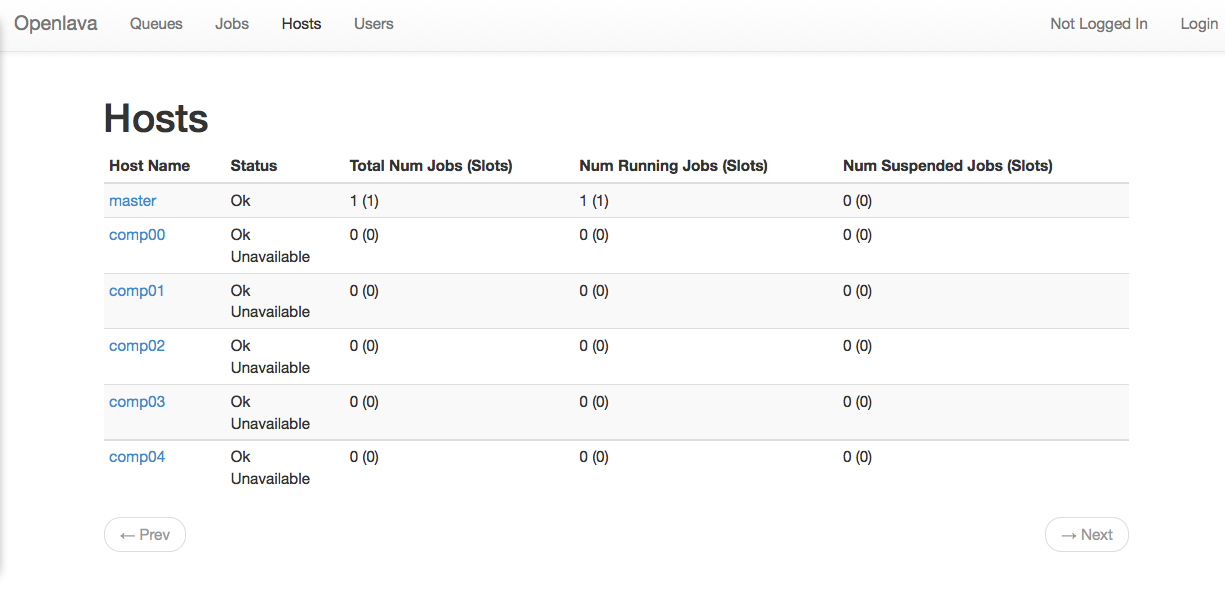 Openlava Queues Jobs Hosts Users Not Logged In Login
Hosts
Host Name Status Total Num Jobs (Slots) Num Running Jobs (Slots) Num Suspended Jobs (Slots)
master Ok 1 (1) 1 (1) 0 (0)
comp00 Ok 0 (0) 0 (0) 0 (0)
Unavailable
comp01 Ok 0 (0) 0 (0) 0 (0)
Unavailable
comp02 Ok 0 (0) 0 (0) 0 (0)
Unavailable
comp03 Ok 0 (0) 0 (0) 0 (0)
Unavailable
comp04 Ok 0 (0) 0 (0) 0 (0)
Unavailable
← Prev → Next